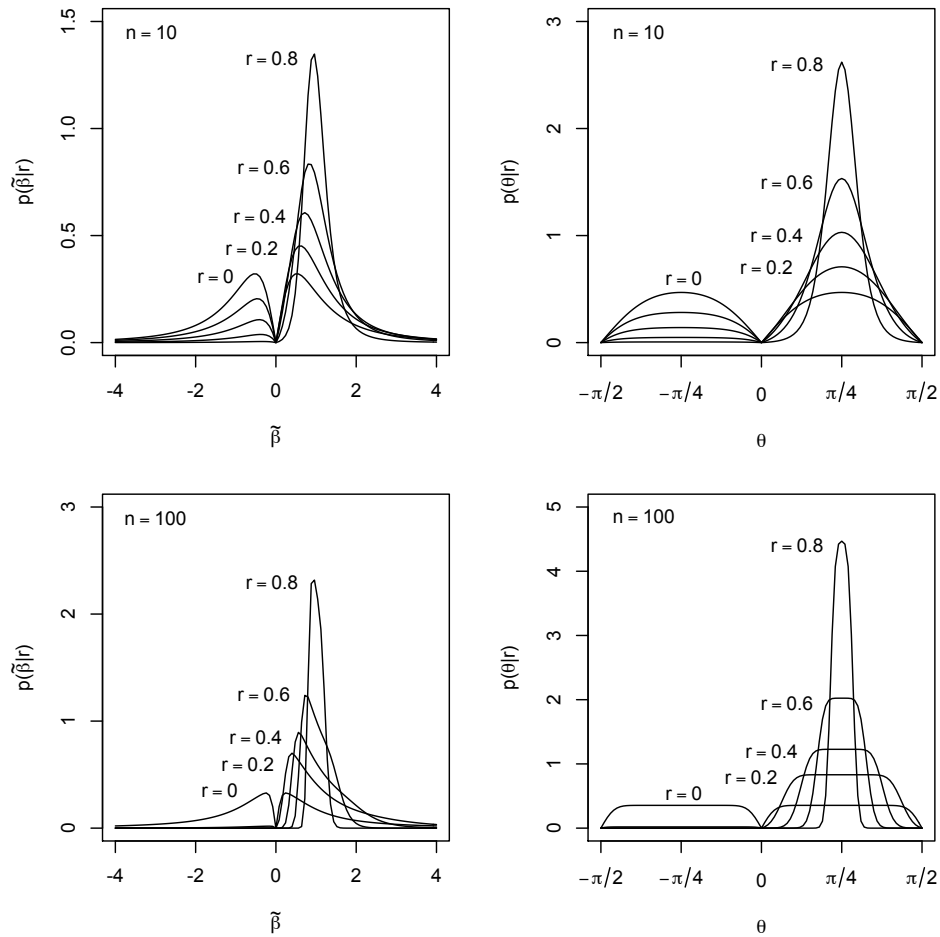 n = 10
p(β̃|r)
1.5
1.0
0.5
0.0
r = 0.8
r = 0.6
r = 0.4
r = 0.2
r = 0
-4
-2
0
2
4
β̃
n = 10
p(θ|r)
3
2
1
0
r = 0.8
r = 0.6
r = 0.4
r = 0.2
r = 0
−π/2
−π/4
0
π/4
π/2
θ
n = 100
p(β̃|r)
3
2
1
0
r = 0.8
r = 0.6
r = 0.4
r = 0.2
r = 0
-4
-2
0
2
4
β̃
n = 100
p(θ|r)
5
4
3
2
1
0
r = 0.8
r = 0.6
r = 0.4
r = 0.2
r = 0
−π/2
−π/4
0
π/4
π/2
θ